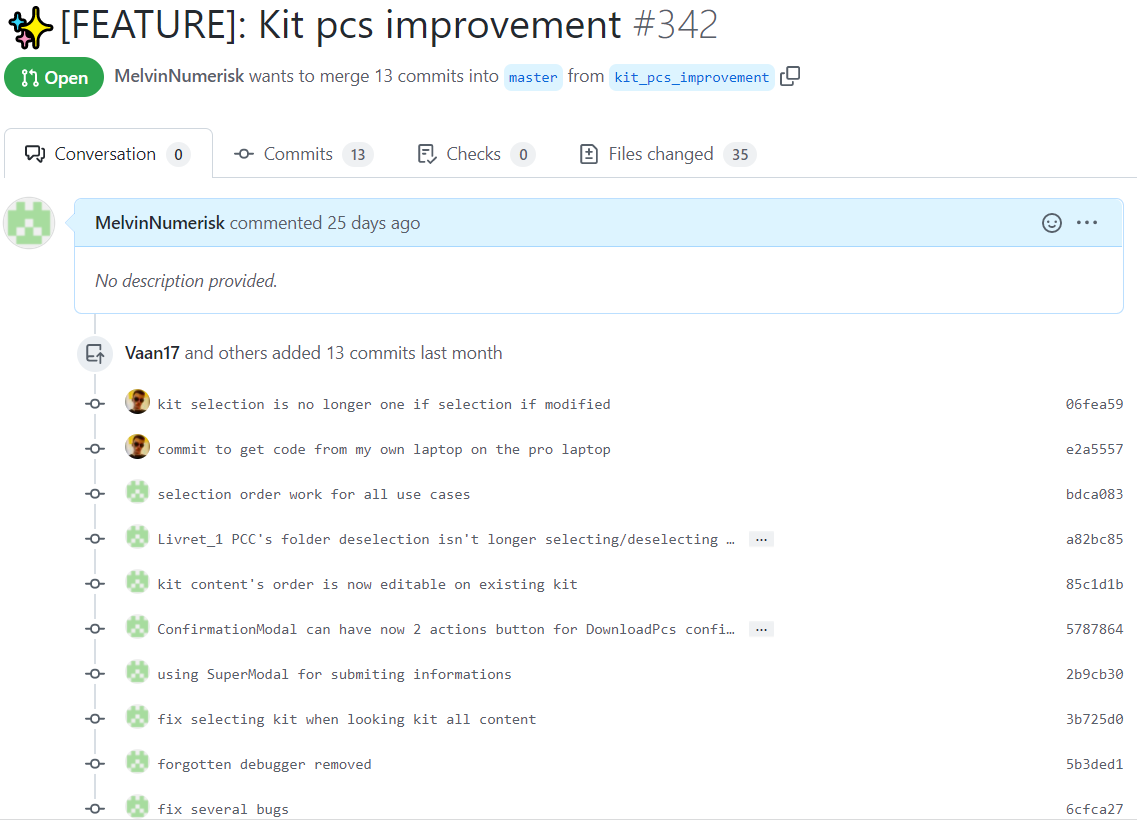 [FEATURE]: Kit pcs improvement #342
Open MelvinNumerisk wants to merge 13 commits into master from kit_pcs_improvement
Conversation 0 Commits 13 Checks 0 Files changed 35
MelvinNumerisk commented 25 days ago
No description provided.
Vaan17 and others added 13 commits last month
kit selection is no longer one if selection if modified 06fea59
commit to get code from my own laptop on the pro laptop e2a5557
selection order work for all use cases bdca083
Livret_1 PCC's folder deselection isn't longer selecting/deselecting … ... a82bc85
kit content's order is now editable on existing kit 85c1d1b
ConfirmationModal can have now 2 actions button for DownloadPcs confi… ... 5787864
using SuperModal for submiting informations 2b9cb30
fix selecting kit when looking kit all content 3b725d0
forgotten debugger removed 5b3ded1
fix several bugs 6cfca27